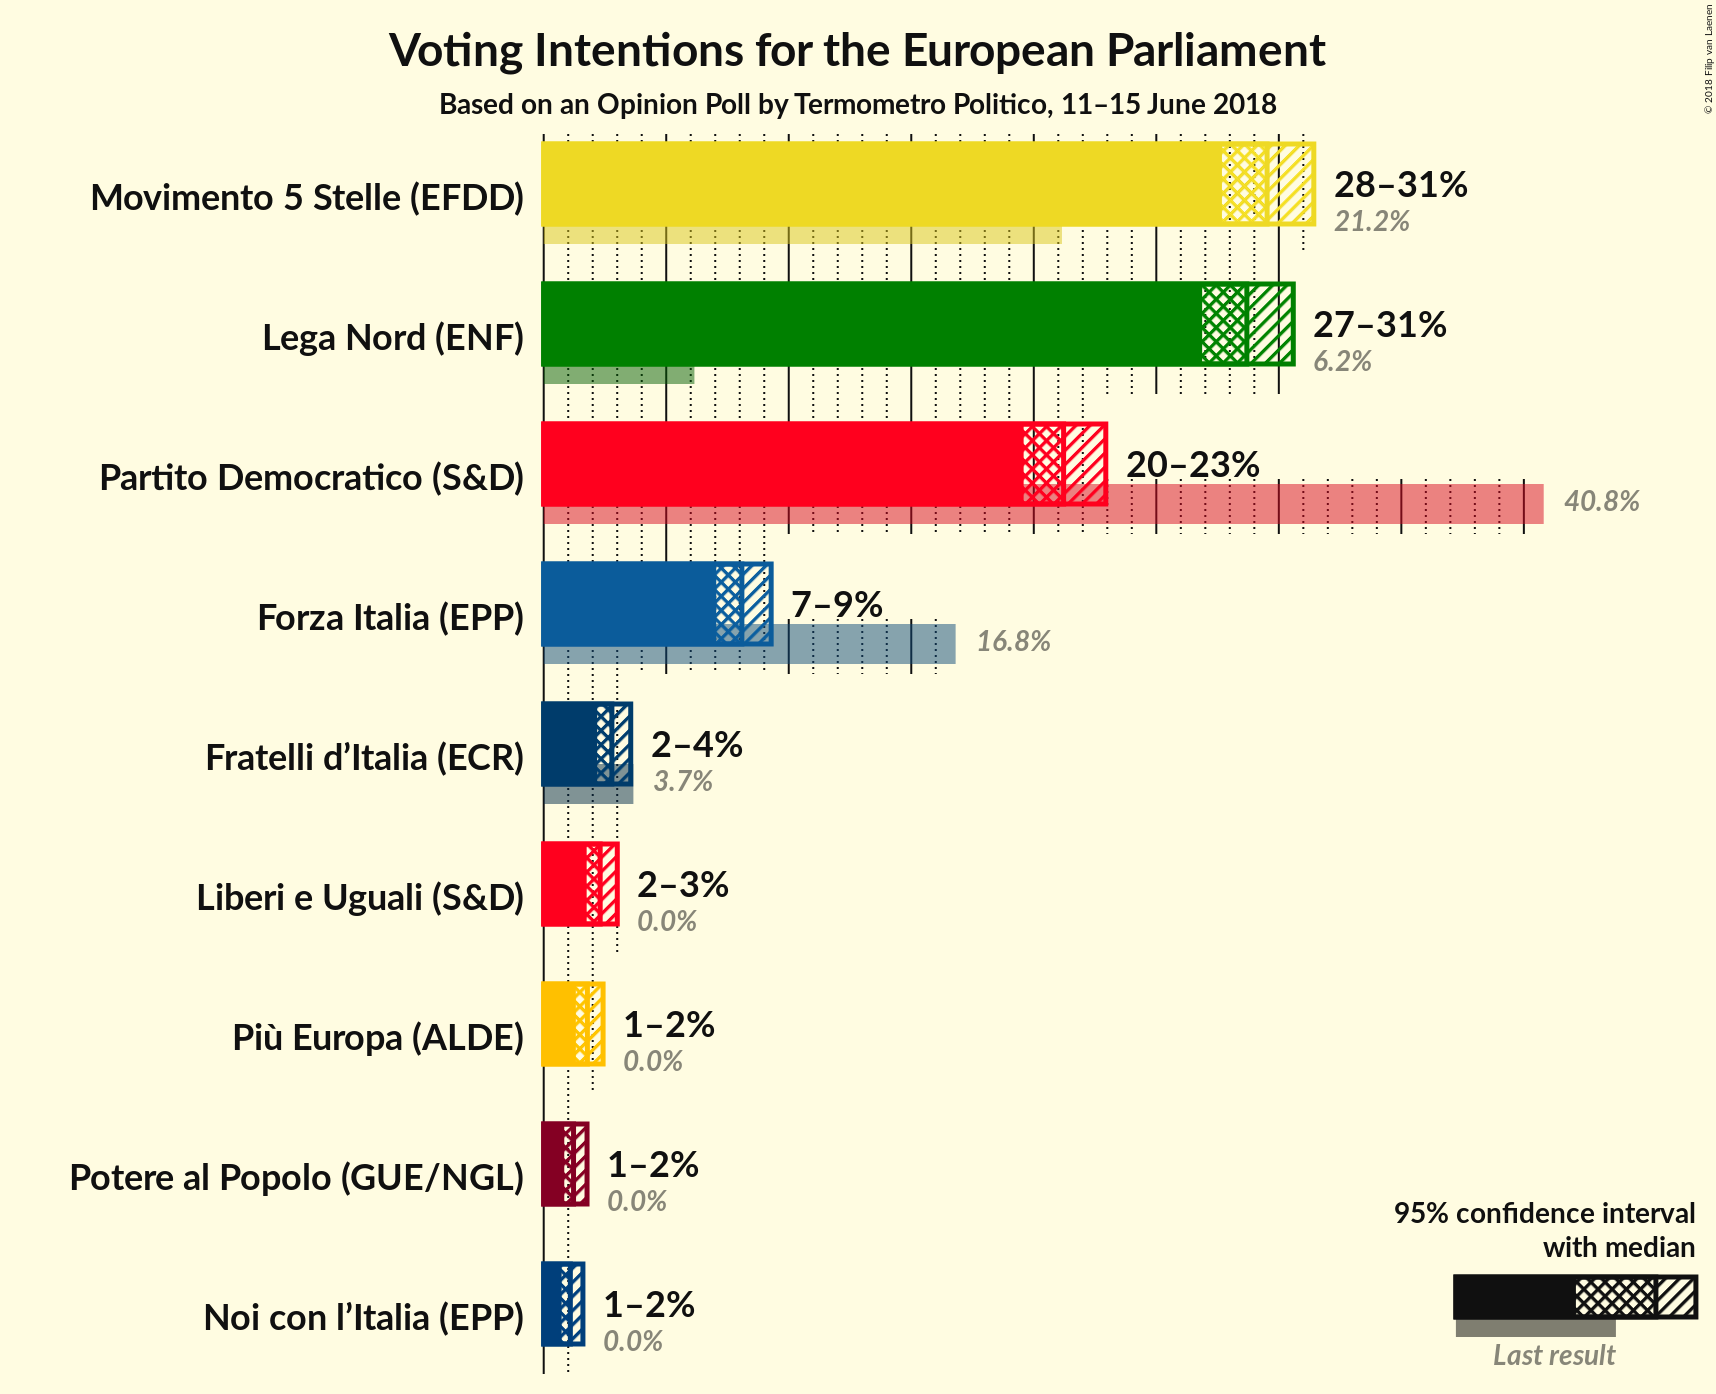 Voting Intentions for the European Parliament
Based on an Opinion Poll by Termometro Politico, 11–15 June 2018
© 2018 Filip van Laenen
Movimento 5 Stelle (EFDD)
28–31%
21.2%
Lega Nord (ENF)
27–31%
6.2%
Partito Democratico (S&D)
20–23%
40.8%
Forza Italia (EPP)
7–9%
16.8%
Fratelli d’Italia (ECR)
2–4%
3.7%
Liberi e Uguali (S&D)
2–3%
0.0%
Più Europa (ALDE)
1–2%
0.0%
Potere al Popolo (GUE/NGL)
1–2%
0.0%
Noi con l’Italia (EPP)
1–2%
0.0%
95% confidence interval
with median
Last result